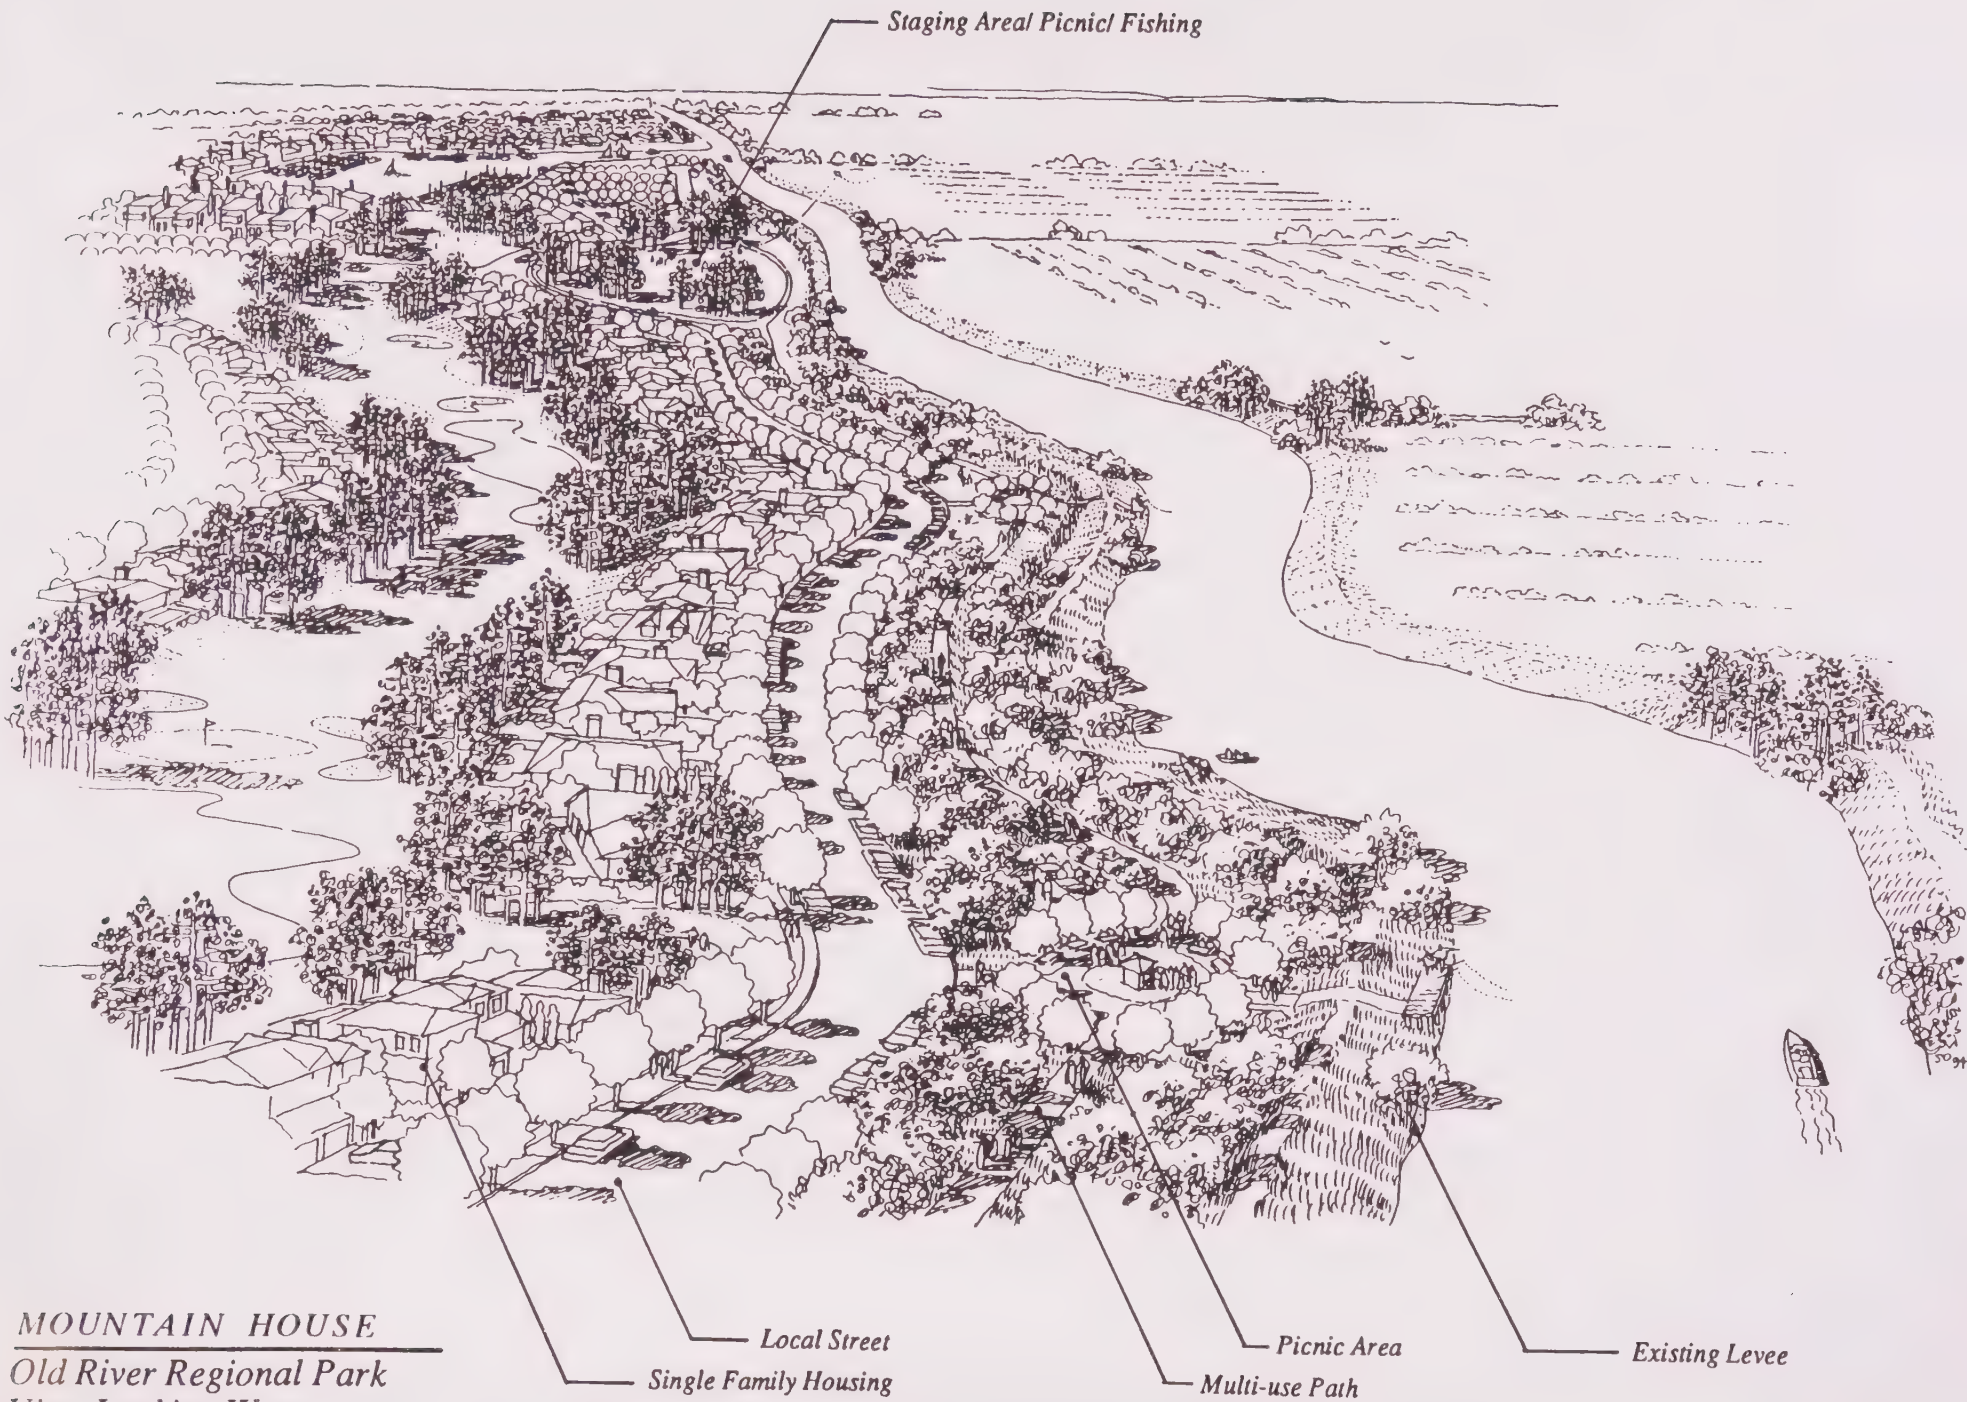 Staging Area/ Picnic/ Fishing
Local Street
Single Family Housing
Picnic Area
Multi-use Path
Existing Levee
MOUNTAIN HOUSE
Old River Regional Park